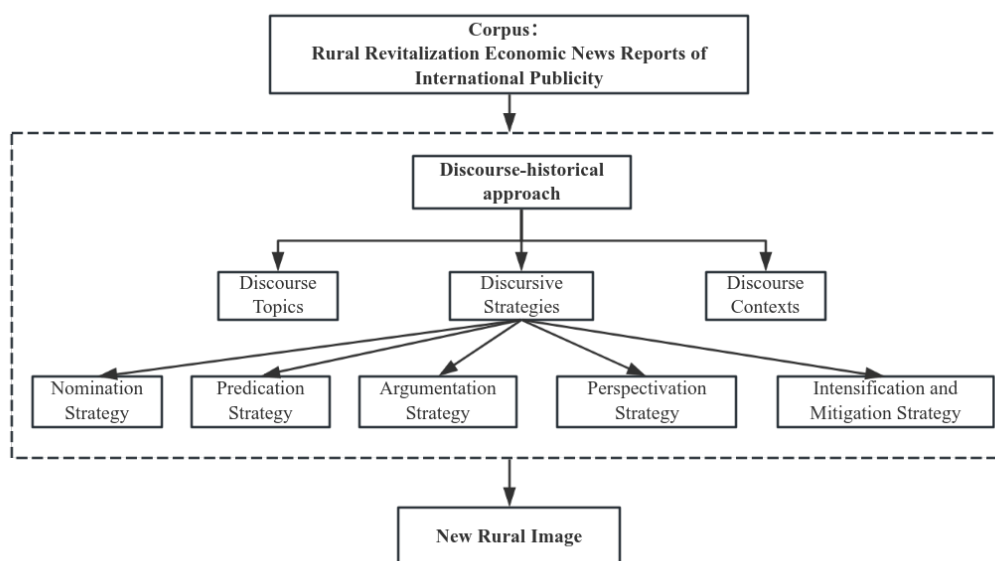 Corpus：
Rural Revitalization Economic News Reports of
International Publicity
Discourse-historical
approach
Discourse
Topics
Discursive
Strategies
Discourse
Contexts
Nomination
Strategy
Predication
Strategy
Argumentation
Strategy
Perspectivation
Strategy
Intensification and
Mitigation Strategy
New Rural Image